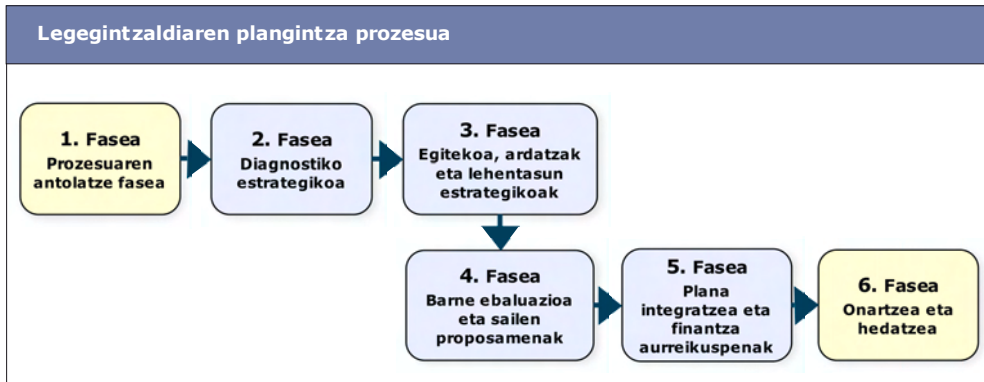 Legegintzaldiaren plangintza prozesua
1. Fasea
Prozesuaren
antolatze fasea
2. Fasea
Diagnostiko
estrategikoa
3. Fasea
Egitekoa, ardatzak
eta lehentasun
estrategikoak
4. Fasea
Barne ebaluazioa
eta sailen
proposamenak
5. Fasea
Plana
integratzea eta
finantza
aurreikuspenak
6. Fasea
Onartzea eta
hedatzea